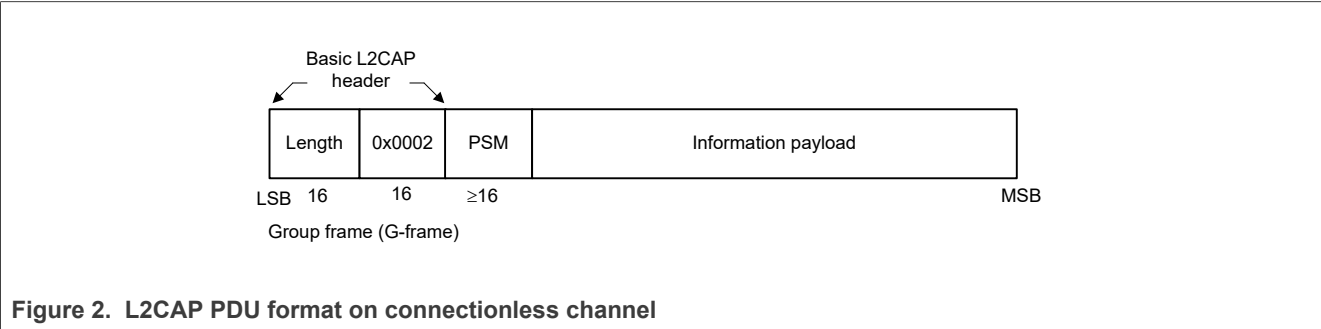 Basic L2CAP
header
Length 0x0002 PSM Information payload
LSB 16 16 ≥16 MSB
Group frame (G-frame)
Figure 2. L2CAP PDU format on connectionless channel